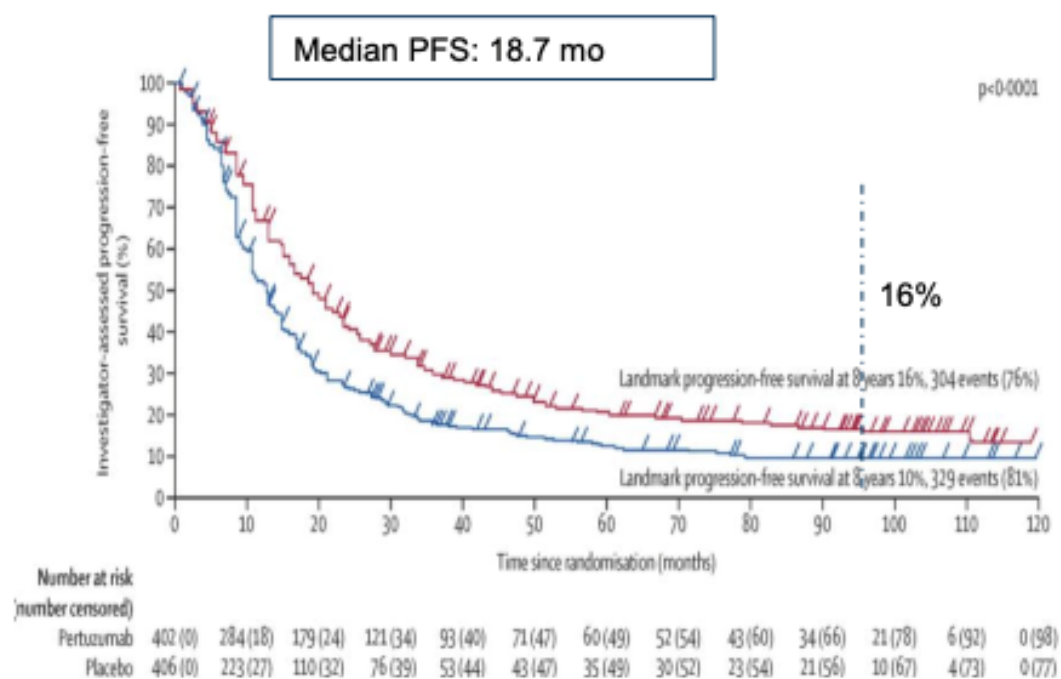 Median PFS: 18.7 mo
p<0·0001
Investigator-assessed progression-free
survival (%)
100
90
80
70
60
50
40
30
20
10
0
16%
Landmark progression-free survival at 8 years 16%, 304 events (76%)
Landmark progression-free survival at 8 years 10%, 329 events (81%)
0 10 20 30 40 50 60 70 80 90 100 110 120
Time since randomisation (months)
Number at risk
(number censored)
Pertuzumab 402 (0) 284 (18) 179 (24) 121 (34) 93 (40) 71 (47) 60 (49) 52 (54) 43 (60) 34 (66) 21 (78) 6 (92) 0 (98)
Placebo 406 (0) 223 (27) 110 (32) 76 (39) 53 (44) 43 (47) 35 (49) 30 (52) 23 (54) 21 (56) 10 (67) 4 (73) 0 (77)